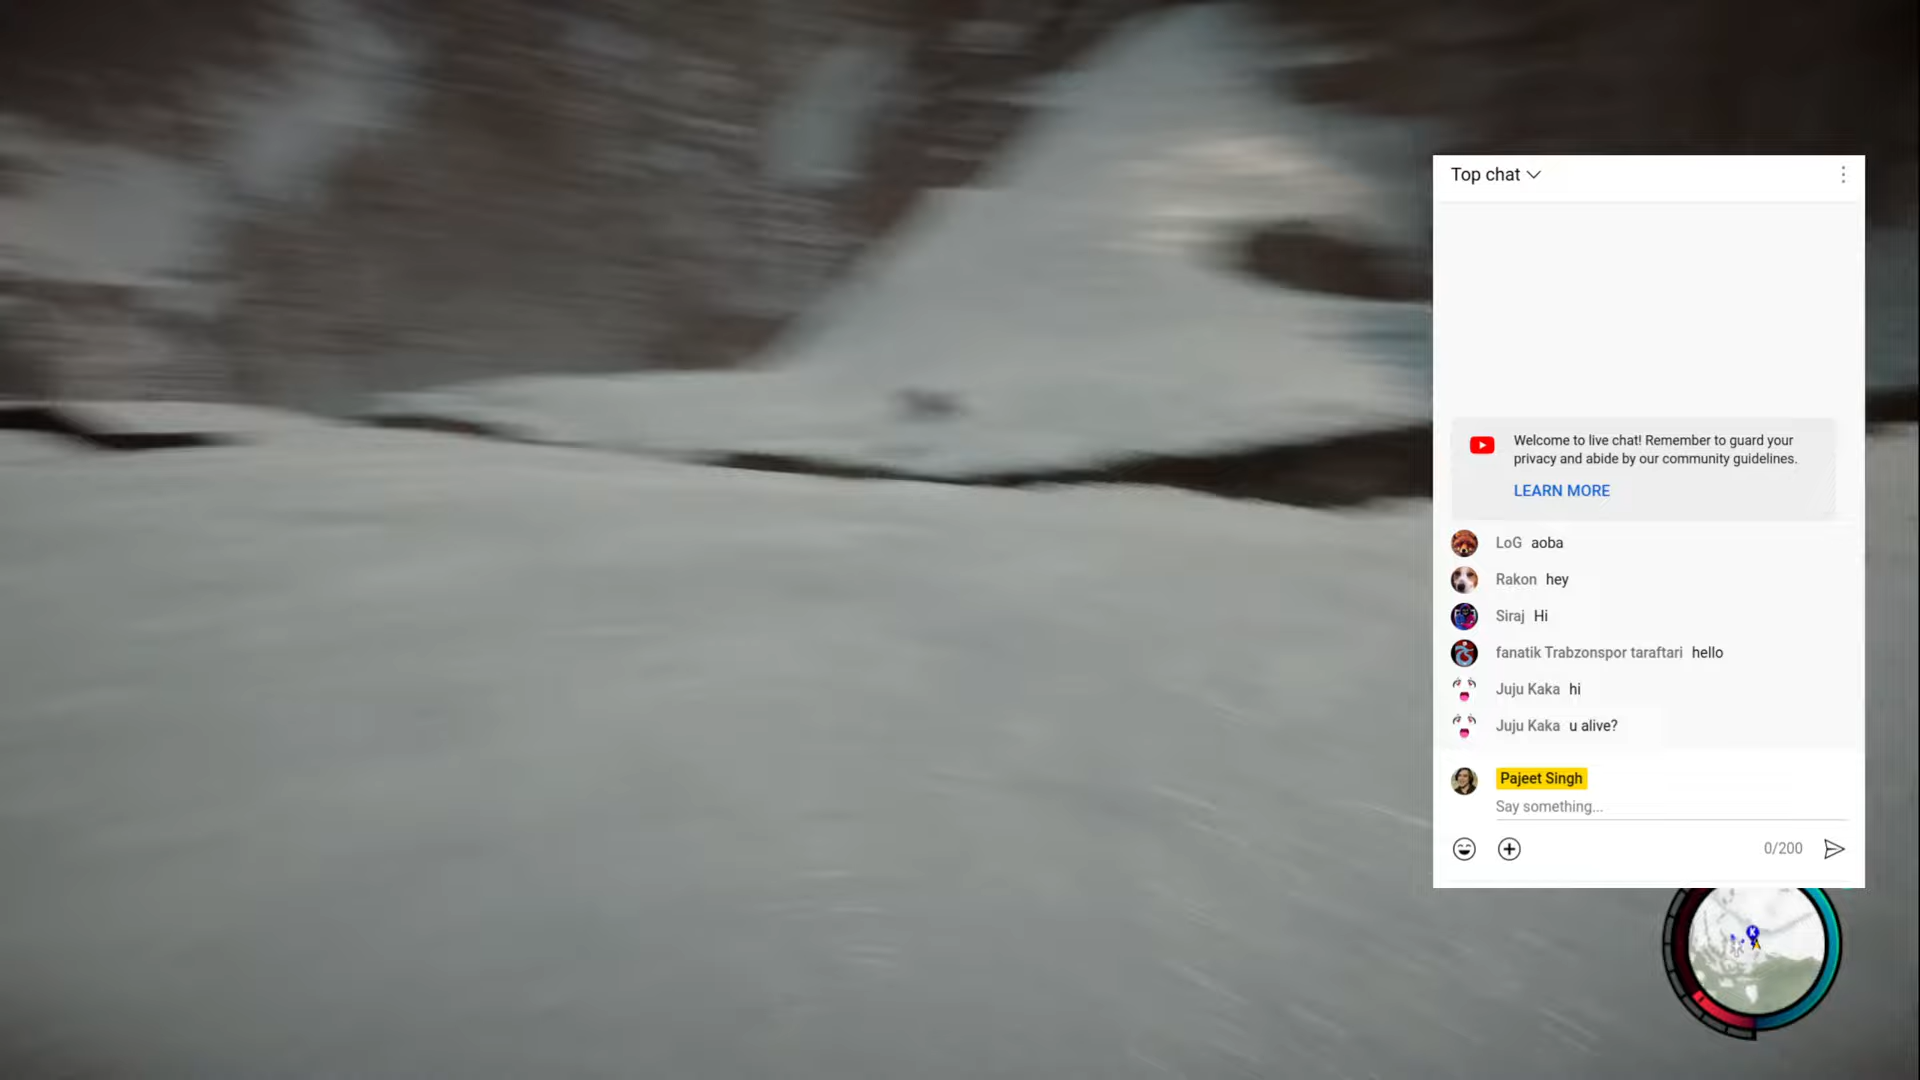 Top chat
Welcome to live chat! Remember to guard your
privacy and abide by our community guidelines.
LEARN MORE
LoG aoba
Rakon hey
Siraj Hi
fanatik Trabzonspor taraftari hello
Juju Kaka hi
Juju Kaka u alive?
Pajeet Singh
Say something...
0/200
K